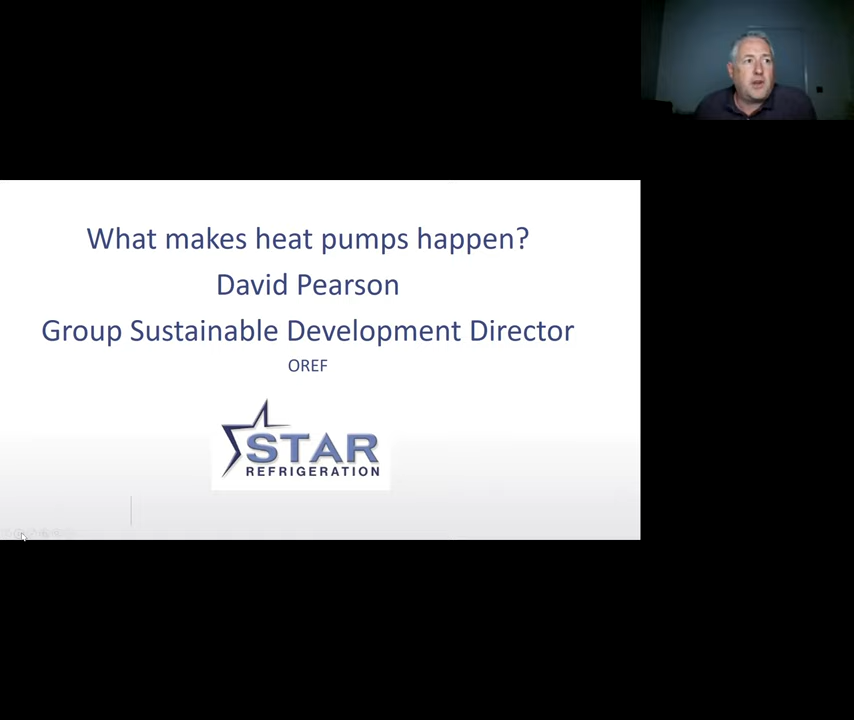 What makes heat pumps happen?
David Pearson
Group Sustainable Development Director
OREF
STAR
REFRIGERATION